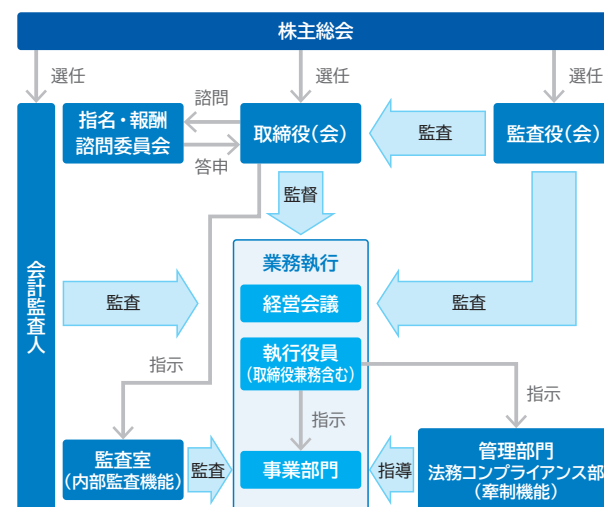 株主総会
選任
選任
選任
指名・報酬
諮問委員会
諮問
答申
取締役(会)
監査
監査役(会)
監督
会計監査人
業務執行
監査
経営会議
監査
執行役員
(取締役兼務含む)
指示
指示
指示
監査室
(内部監査機能)
監査
事業部門
指導
管理部門
法務コンプライアンス部
(牽制機能)